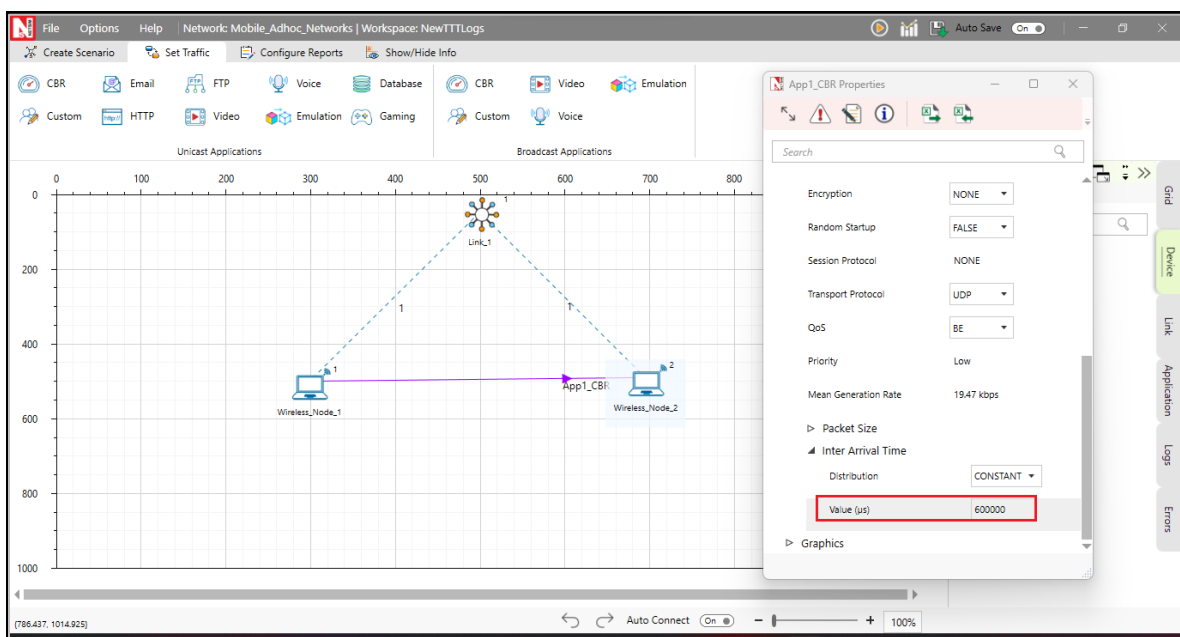 File Options Help Network: Mobile_Adhoc_Networks | Workspace: NewTTTLogs Auto Save On
Create Scenario Set Traffic Configure Reports Show/Hide Info
CBR Email FTP Voice Database CBR Video Emulation
Custom HTTP Video Emulation Gaming Custom Voice
Unicast Applications Broadcast Applications
0 100 200 300 400 500 600 700 800
0
200
400
600
800
1000
1
Link_1
1
1
1
Wireless_Node_1
App1_CBR
2
Wireless_Node_2
App1_CBR Properties
Search
Encryption NONE
Random Startup FALSE
Session Protocol NONE
Transport Protocol UDP
QoS BE
Priority Low
Mean Generation Rate 19.47 kbps
Packet Size
Inter Arrival Time
Distribution CONSTANT
Value (µs) 600000
Graphics
Grid
Device
Link
Application
Logs
Errors
(786.437, 1014.925) Auto Connect On 100%